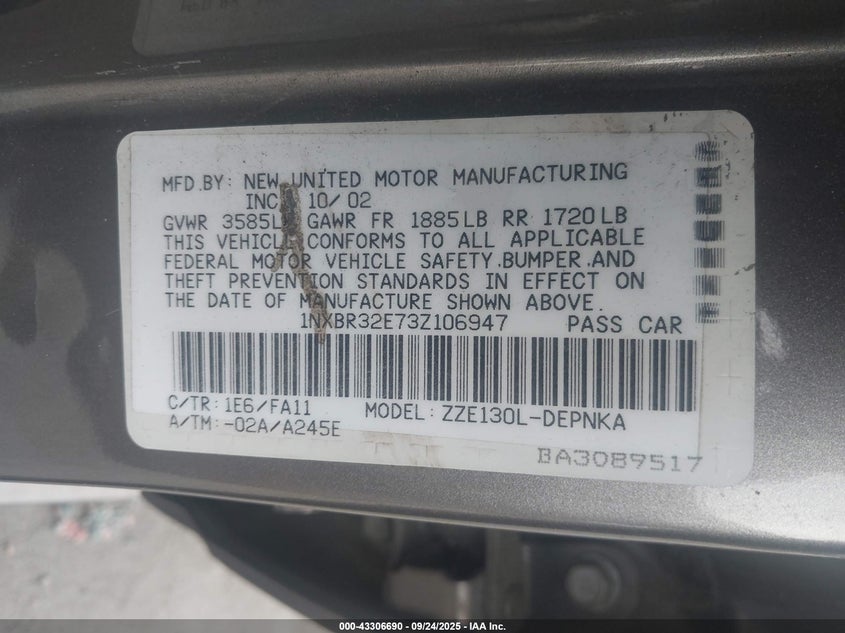 MFD.BY: NEW UNITED MOTOR MANUFACTURING
INC. 10/02
GVWR 3585LB GAWR FR 1885LB RR 1720LB
THIS VEHICLE CONFORMS TO ALL APPLICABLE
FEDERAL MOTOR VEHICLE SAFETY.BUMPER.AND
THEFT PREVENTION STANDARDS IN EFFECT ON
THE DATE OF MANUFACTURE SHOWN ABOVE.
1NXBR32E73Z106947 PASS CAR
C/TR: 1E6/FA11 MODEL: ZZE130L-DEPNKA
A/TM: -02A/A245E
BA3089517
000-43306690 - 09/24/2025 - IAA Inc.